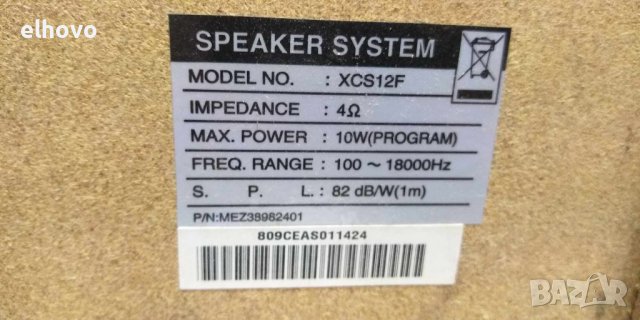 elhovo
SPEAKER SYSTEM
MODEL NO. : XCS12F
IMPEDANCE : 4Ω
MAX. POWER : 10W(PROGRAM)
FREQ. RANGE : 100 ~ 18000Hz
S. P. L. : 82 dB/W(1m)
P/N:MEZ38982401
809CEAS011424
BAZAR